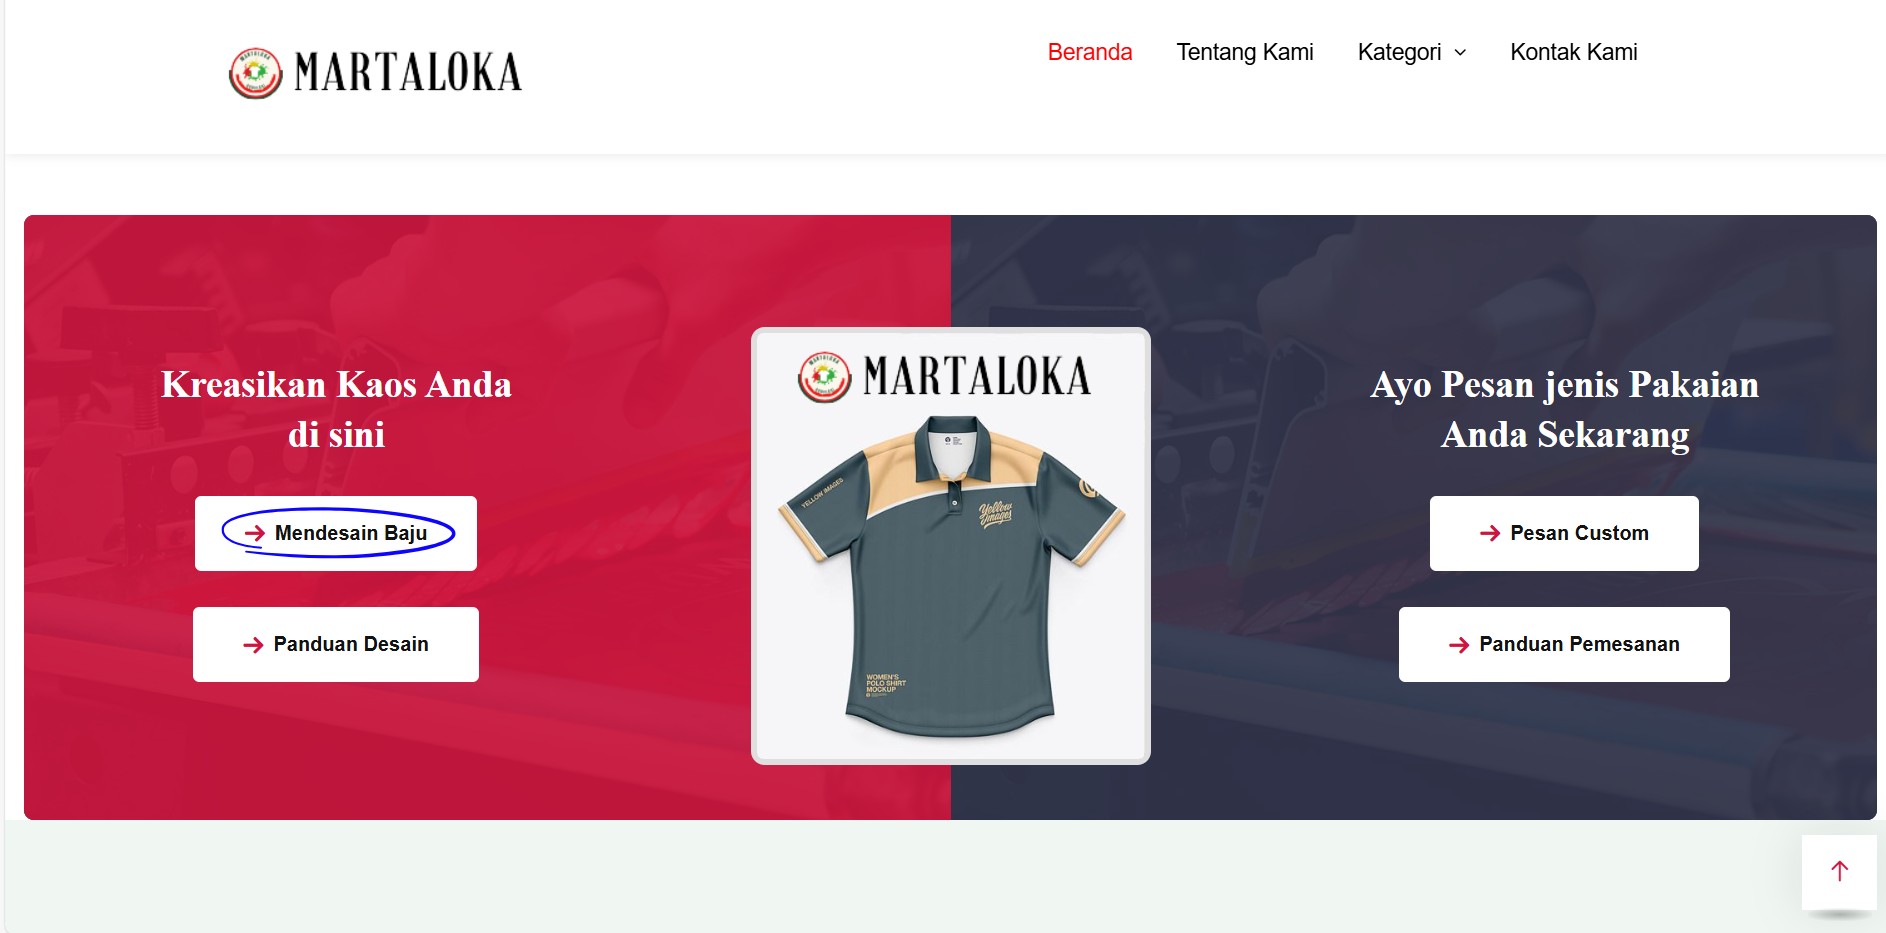 MARTALOKA
Beranda
Tentang Kami
Kategori
Kontak Kami
Kreasikan Kaos Anda
di sini
Mendesain Baju
Panduan Desain
MARTALOKA
YELLOW IMAGES
Yellow
Images
WOMEN'S
POLO SHIRT
MOCKUP
Ayo Pesan jenis Pakaian
Anda Sekarang
Pesan Custom
Panduan Pemesanan